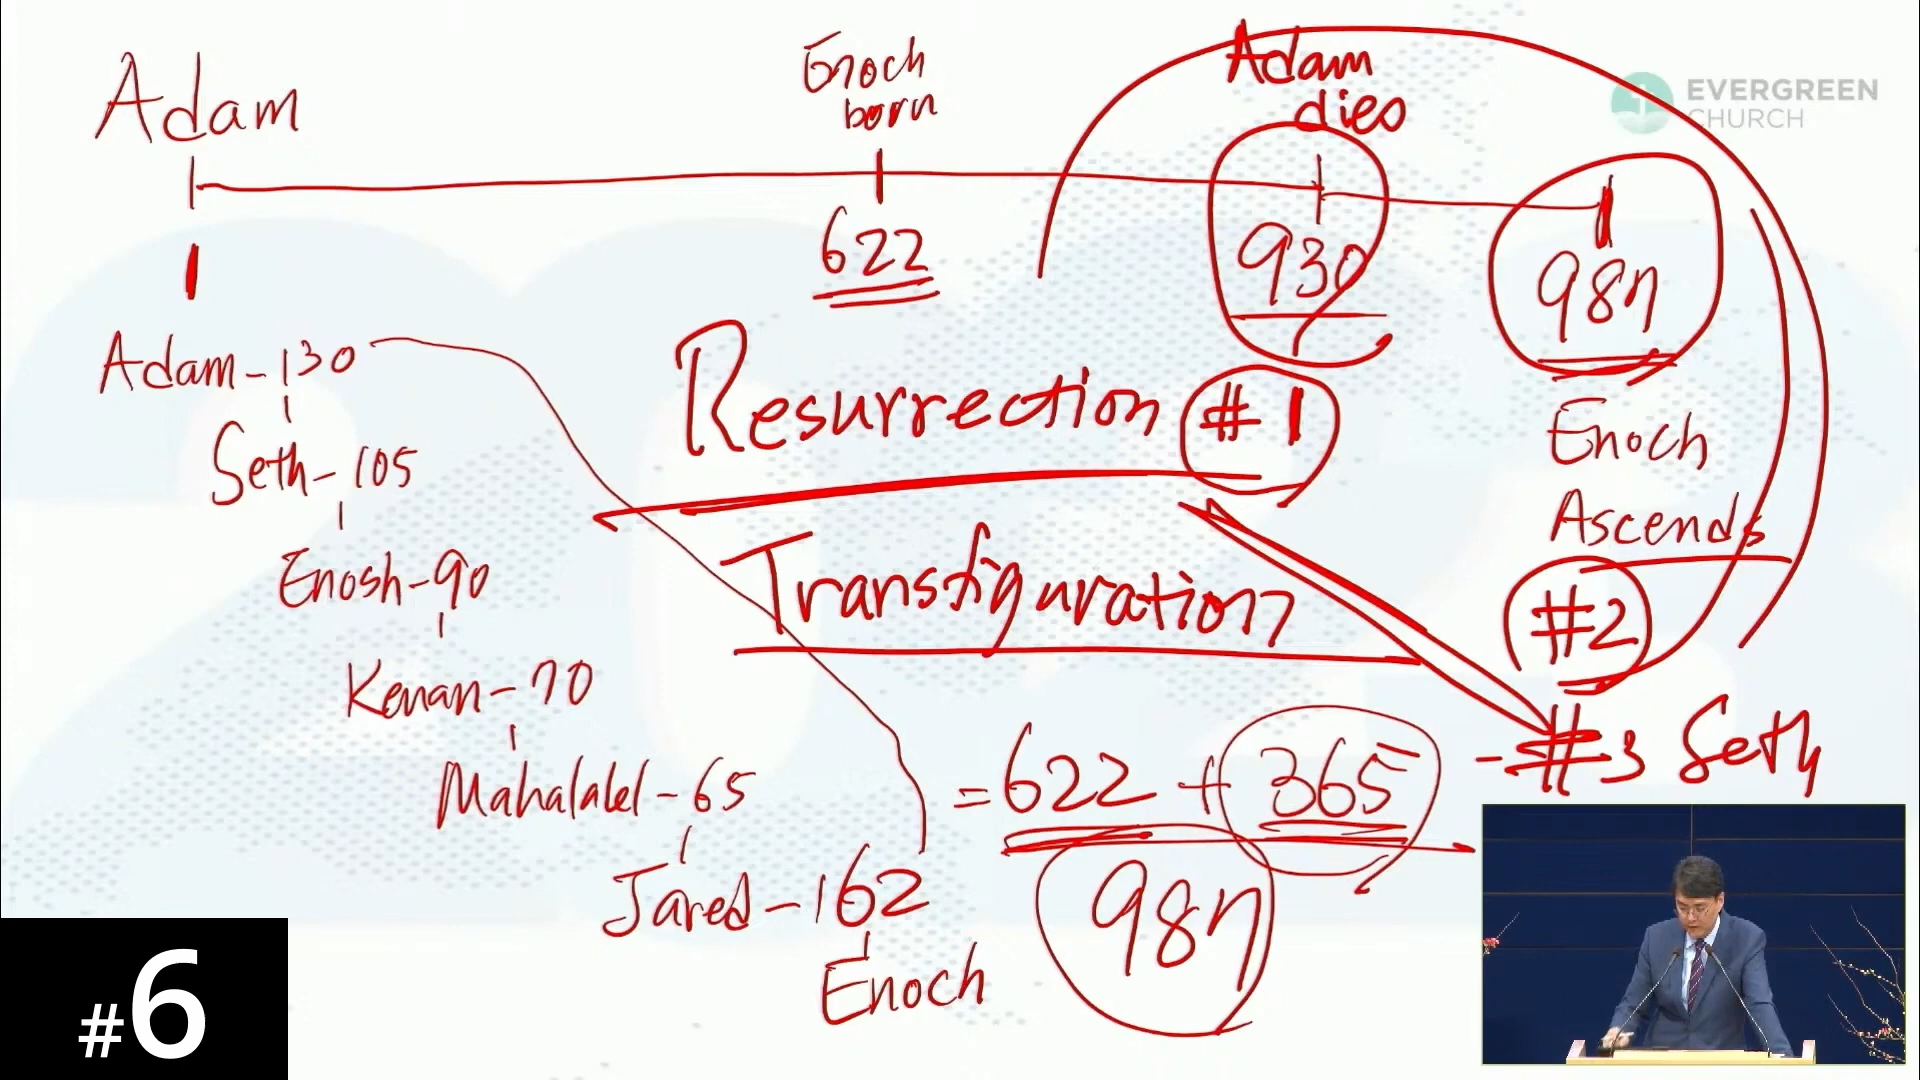 Adam
Enoch
born
Adam
dies
EVERGREEN
CHURCH
622
930
987
Adam - 130
Seth - 105
Enosh - 90
Kenan - 70
Mahalalel - 65
Jared - 162
Enoch
Resurrection #1
Transfiguration
Enoch
Ascends
#2
#3 Seth
= 622 + 365
987
#6